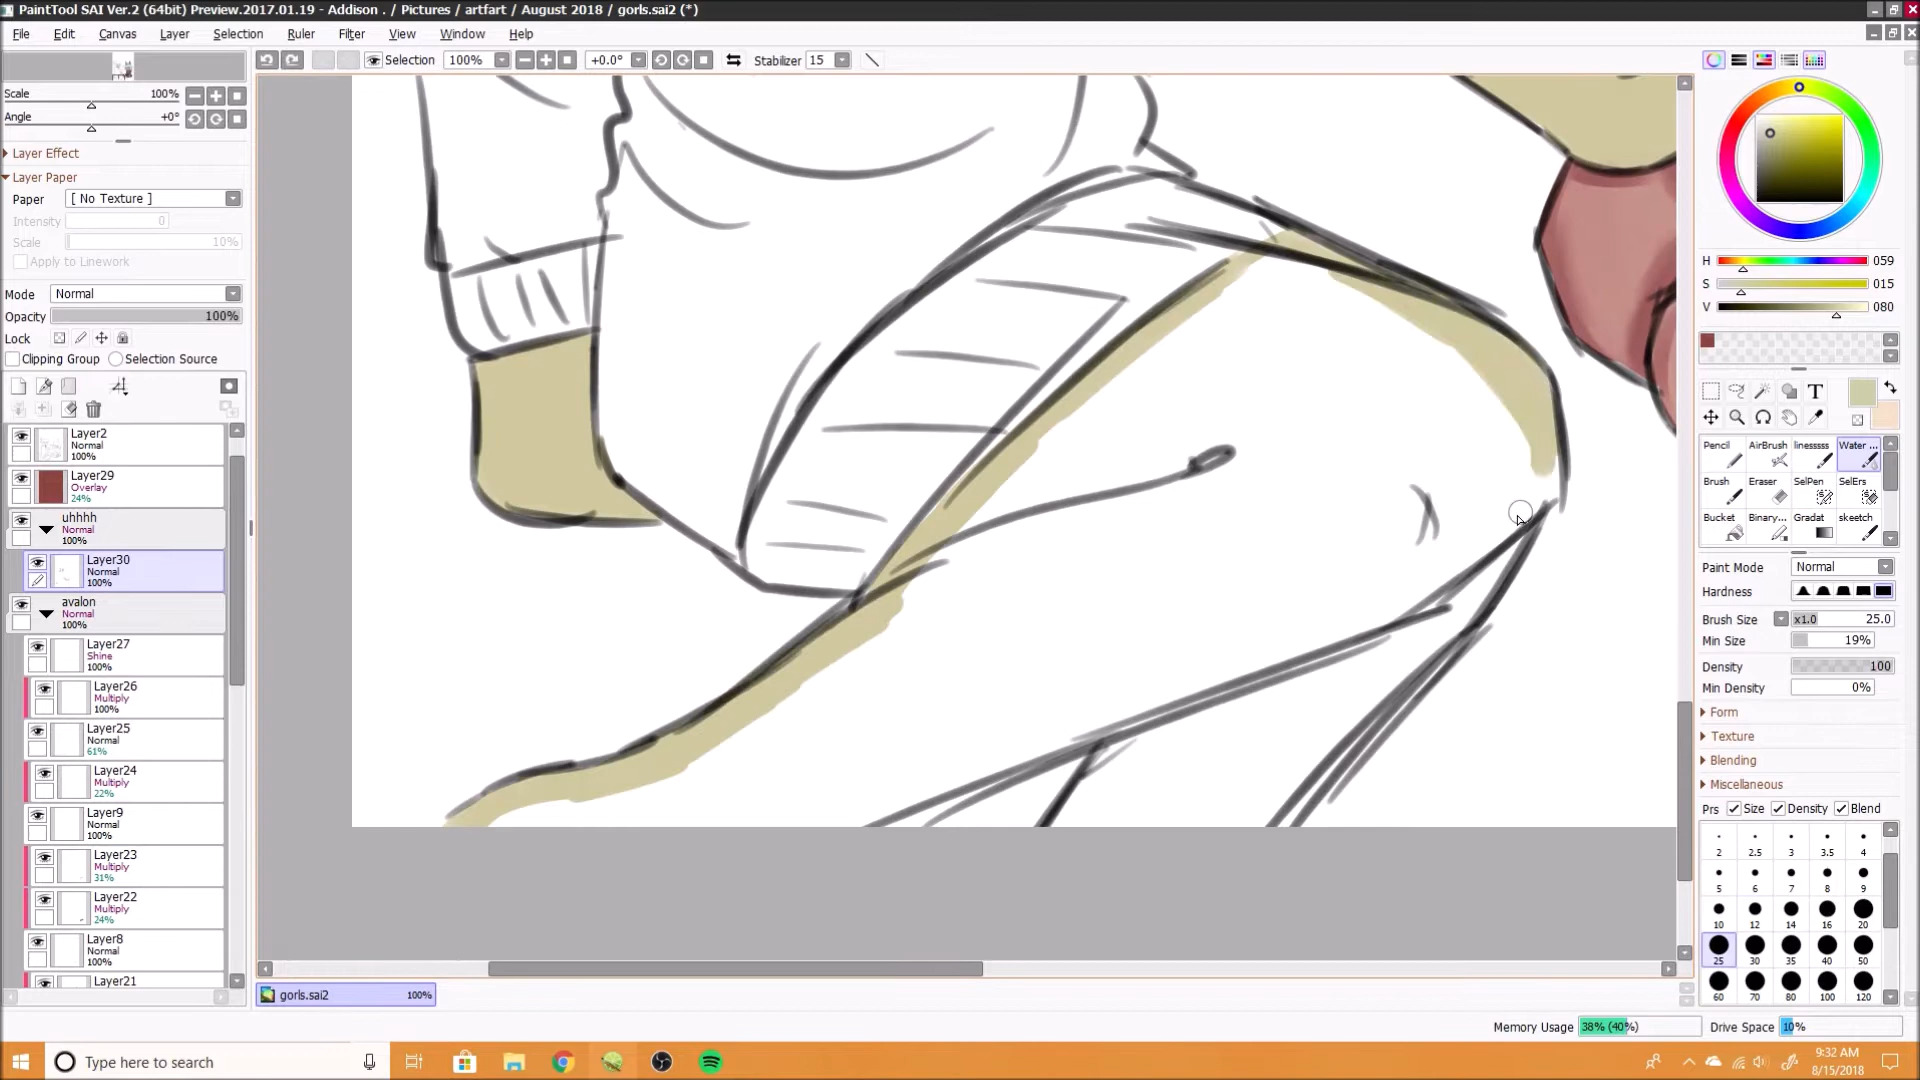 PaintTool SAI Ver.2 (64bit) Preview.2017.01.19 - Addison . / Pictures / artfart / August 2018 / gorls.sai2 (*)
File Edit Canvas Layer Selection Ruler Filter View Window Help
Selection 100% +0.0° Stabilizer 15
Scale 100%
Angle +0°
Layer Effect
Layer Paper
Paper [ No Texture ]
Intensity 0
Scale 10%
Apply to Linework
Mode Normal
Opacity 100%
Lock
Clipping Group Selection Source
Layer2
Normal
100%
Layer29
Overlay
24%
uhhhh
Normal
100%
Layer30
Normal
100%
avalon
Normal
100%
Layer27
Shine
100%
Layer26
Multiply
100%
Layer25
Normal
61%
Layer24
Multiply
22%
Layer9
Normal
100%
Layer23
Multiply
31%
Layer22
Multiply
24%
Layer8
Normal
100%
Layer21
gorls.sai2 100%
H 059
S 015
V 080
T
Pencil AirBrush linesssss Water ...
Brush Eraser SelPen SelErs
Bucket Binary... Gradat skeetch
Paint Mode Normal
Hardness
Brush Size x1.0 25.0
Min Size 19%
Density 100
Min Density 0%
Form
Texture
Blending
Miscellaneous
Prs Size Density Blend
2 2.5 3 3.5 4
5 6 7 8 9
10 12 14 16 20
25 30 35 40 50
60 70 80 100 120
Memory Usage 38% (40%) Drive Space 10%
Type here to search
9:32 AM
8/15/2018